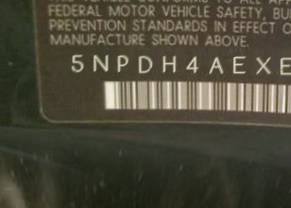 FEDERAL MOTOR VEHICLE SAFETY, BU
PREVENTION STANDARDS IN EFFECT O
MANUFACTURE SHOWN ABOVE.
5NPDH4AEXE